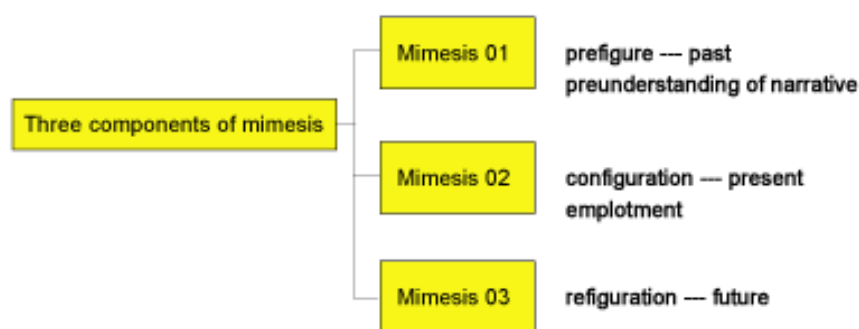 Three components of mimesis
Mimesis 01
prefigure --- past
preunderstanding of narrative
Mimesis 02
configuration --- present
emplotment
Mimesis 03
refiguration --- future